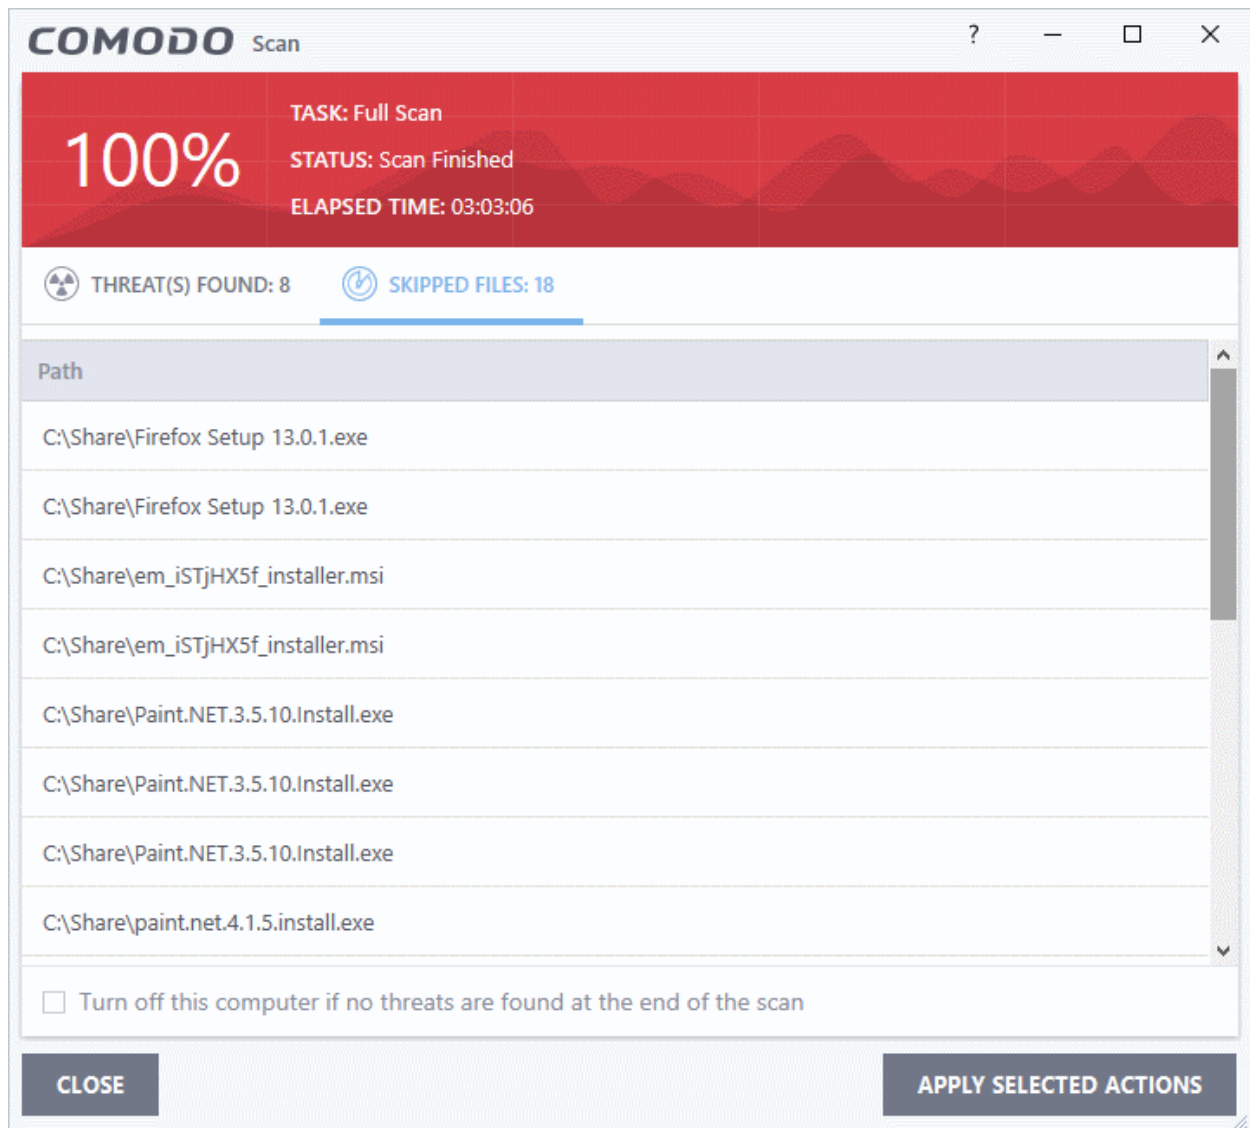 COMODO Scan ?
100%
TASK: Full Scan
STATUS: Scan Finished
ELAPSED TIME: 03:03:06
THREAT(S) FOUND: 8 SKIPPED FILES: 18
Path
C:\Share\Firefox Setup 13.0.1.exe
C:\Share\Firefox Setup 13.0.1.exe
C:\Share\em_iSTjHX5f_installer.msi
C:\Share\em_iSTjHX5f_installer.msi
C:\Share\Paint.NET.3.5.10.Install.exe
C:\Share\Paint.NET.3.5.10.Install.exe
C:\Share\Paint.NET.3.5.10.Install.exe
C:\Share\paint.net.4.1.5.install.exe
Turn off this computer if no threats are found at the end of the scan
CLOSE APPLY SELECTED ACTIONS